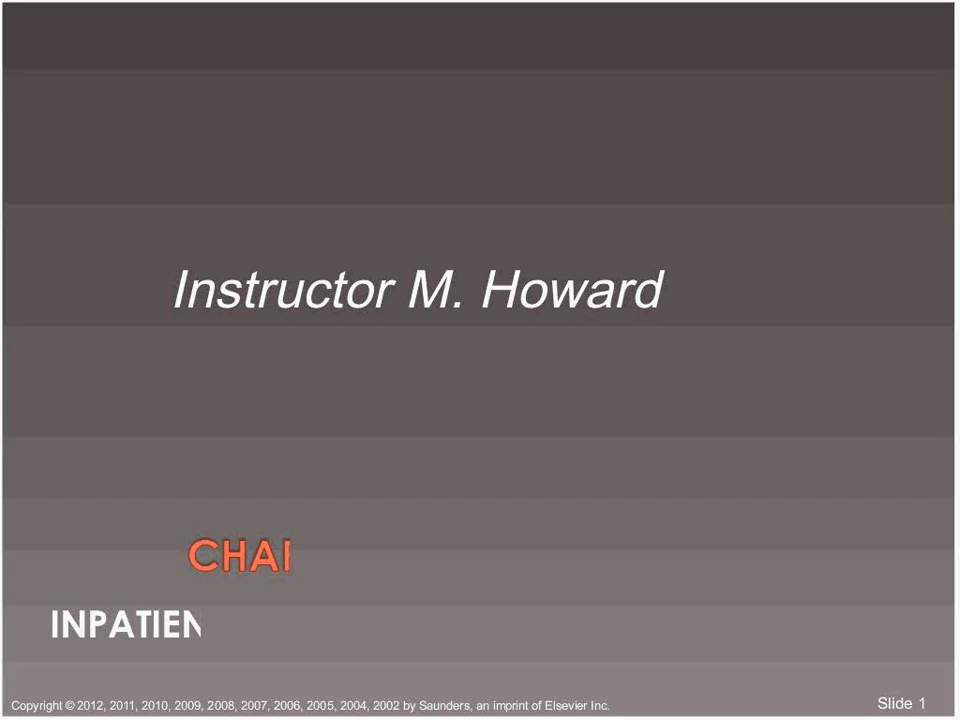 Instructor M. Howard
CHAP
INPATIEN
Copyright © 2012, 2011, 2010, 2009, 2008, 2007, 2006, 2005, 2004, 2002 by Saunders, an imprint of Elsevier Inc.
Slide 1